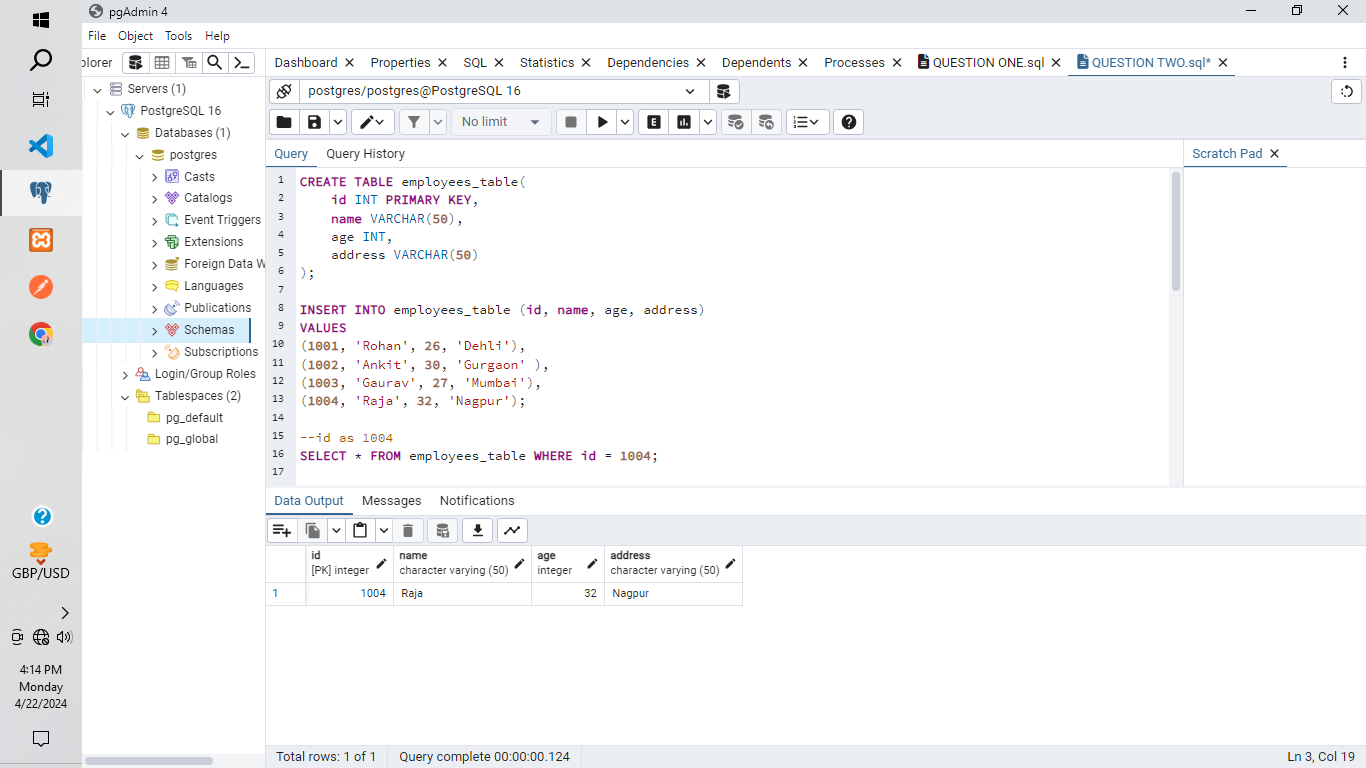 pgAdmin 4
File Object Tools Help
plorer
Dashboard Properties SQL Statistics Dependencies Dependents Processes QUESTION ONE.sql QUESTION TWO.sql*
Servers (1)
PostgreSQL 16
Databases (1)
postgres
Casts
Catalogs
Event Triggers
Extensions
Foreign Data W
Languages
Publications
Schemas
Subscriptions
Login/Group Roles
Tablespaces (2)
pg_default
pg_global
postgres/postgres@PostgreSQL 16
No limit
E
Query Query History
Scratch Pad
1 CREATE TABLE employees_table(
2 id INT PRIMARY KEY,
3 name VARCHAR(50),
4 age INT,
5 address VARCHAR(50)
6 );
7
8 INSERT INTO employees_table (id, name, age, address)
9 VALUES
10 (1001, 'Rohan', 26, 'Dehli'),
11 (1002, 'Ankit', 30, 'Gurgaon' ),
12 (1003, 'Gaurav', 27, 'Mumbai'),
13 (1004, 'Raja', 32, 'Nagpur');
14
15 --id as 1004
16 SELECT * FROM employees_table WHERE id = 1004;
17
Data Output Messages Notifications
id name age address
[PK] integer character varying (50) integer character varying (50)
1 1004 Raja 32 Nagpur
Total rows: 1 of 1 Query complete 00:00:00.124 Ln 3, Col 19
GBP/USD
4:14 PM
Monday
4/22/2024